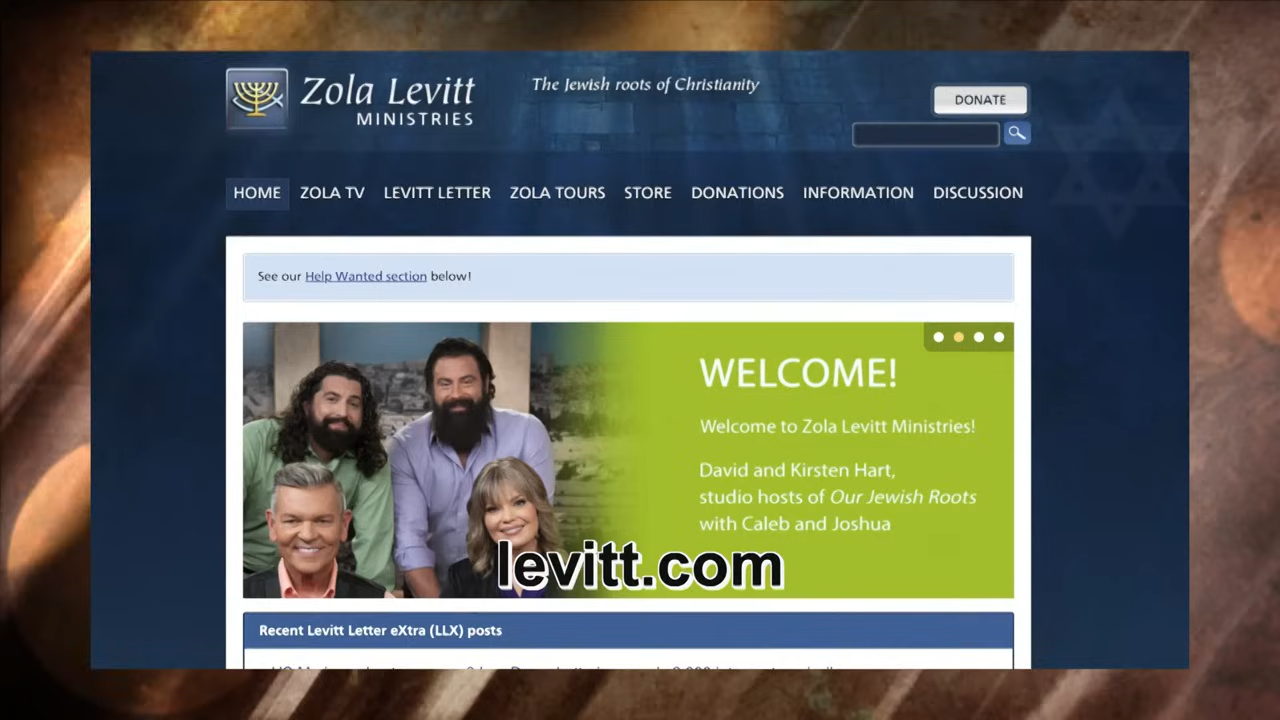 Zola Levitt
MINISTRIES
The Jewish roots of Christianity
DONATE
HOME ZOLA TV LEVITT LETTER ZOLA TOURS STORE DONATIONS INFORMATION DISCUSSION
See our Help Wanted section below!
WELCOME!
Welcome to Zola Levitt Ministries!
David and Kirsten Hart,
studio hosts of Our Jewish Roots
with Caleb and Joshua
levitt.com
Recent Levitt Letter eXtra (LLX) posts